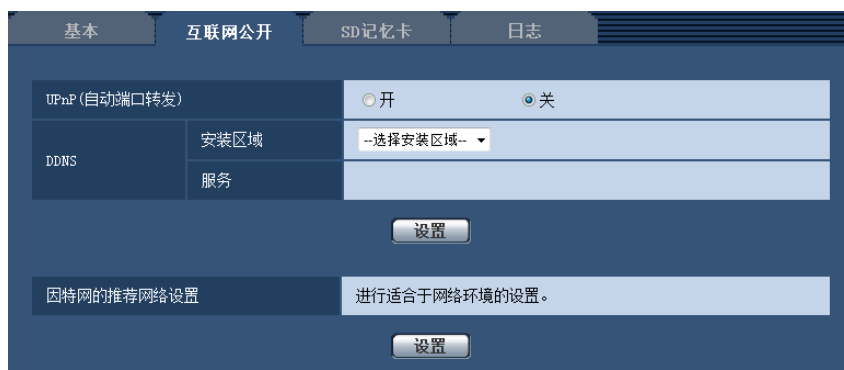 基本 互联网公开 SD记忆卡 日志
UPnP(自动端口转发) 开 关
DDNS 安装区域 --选择安装区域--
服务
设置
因特网的推荐网络设置 进行适合于网络环境的设置。
设置